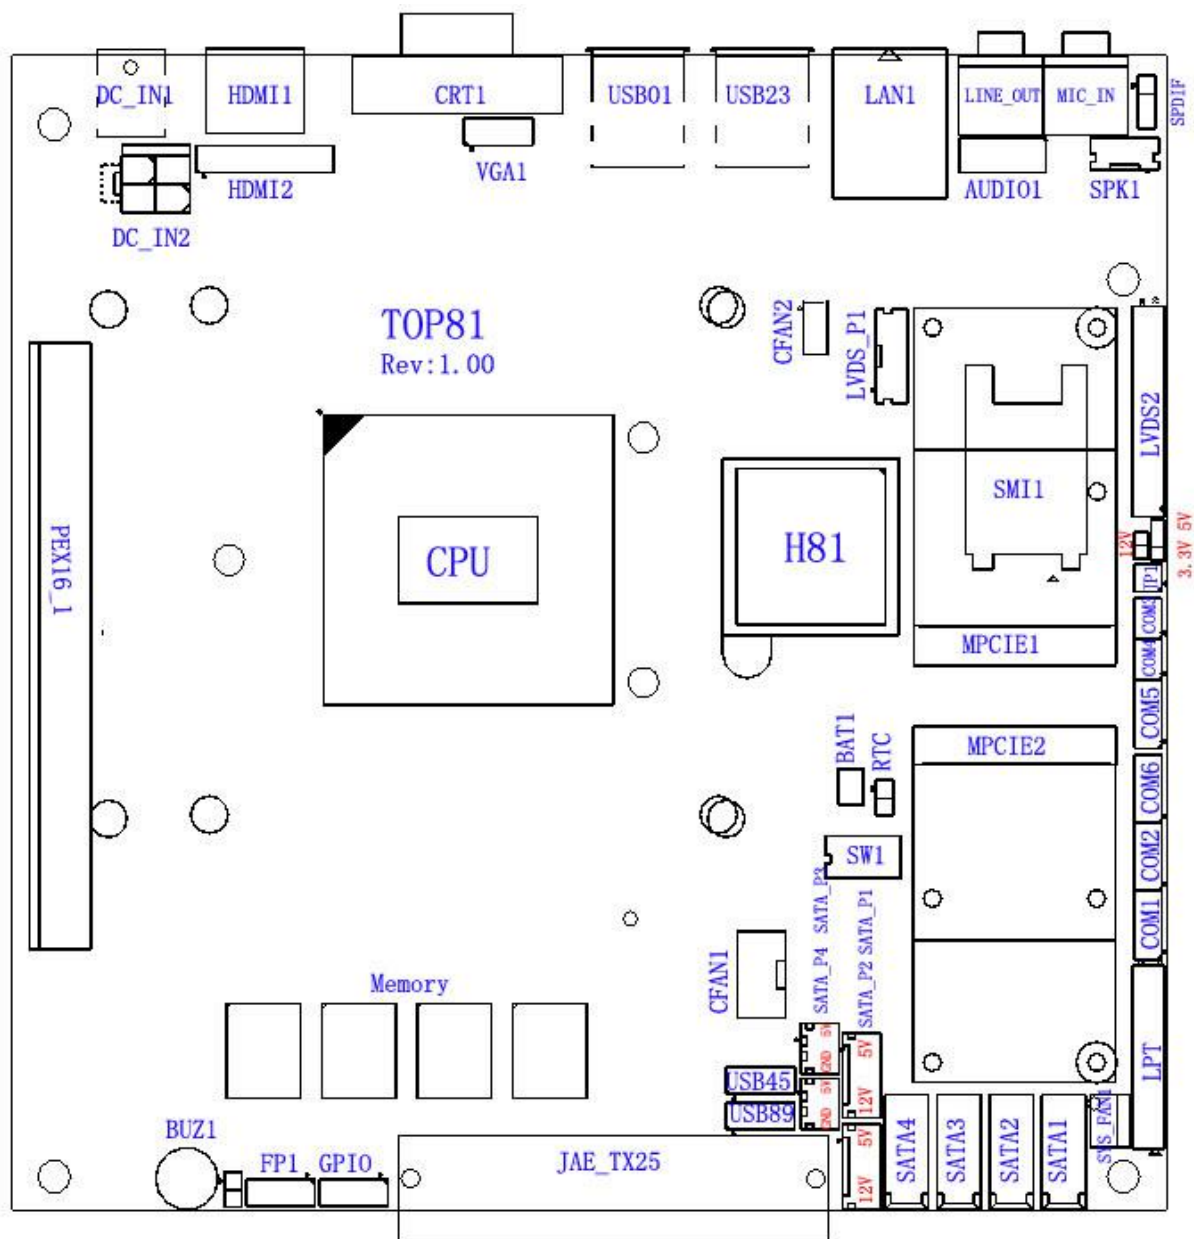 DC_IN1
HDMI1
CRT1
USB01
USB23
LAN1
LINE_OUT
MIC_IN
SPDIF
VGA1
HDMI2
AUDIO1
SPK1
DC_IN2
TOP81
Rev:1.00
CFAN2
LVDS_P1
LVDS2
SMI1
5V
12V
3.3V
JP1
PEX16_1
CPU
H81
COM3
MPCIE1
COM4
COM5
BAT1
RTC
MPCIE2
COM6
SW1
COM2
COM1
SATA_P3
SATA_P1
SATA_P4
SATA_P2
CFAN1
Memory
5V
GND
5V
12V
LPT
USB45
USB89
5V
GND
BUZ1
FP1
GPIO
JAE_TX25
5V
12V
SATA4
SATA3
SATA2
SATA1
SYS_FAN1